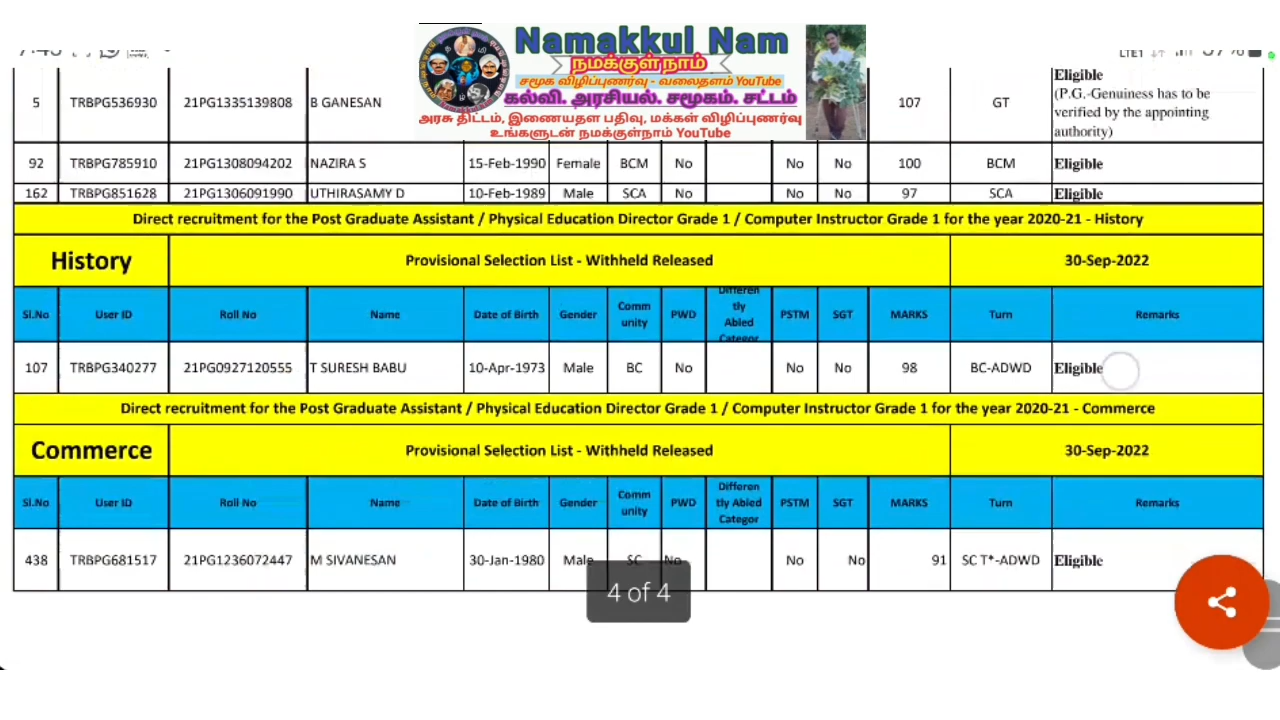 Namakkul Nam
நமக்குள் நாம்
சமூக விழிப்புணர்வு - வலைதளம் YouTube
கல்வி. அரசியல். சமூகம். சட்டம்
அரசு திட்டம், இணையதள பதிவு, மக்கள் விழிப்புணர்வு
உங்களுடன் நமக்குள்நாம் YouTube
LTE1
5 TRBPG536930 21PG1335139808 B GANESAN 107 GT Eligible
(P.G.-Genuiness has to be
verified by the appointing
authority)
92 TRBPG785910 21PG1308094202 NAZIRA S 15-Feb-1990 Female BCM No No No 100 BCM Eligible
162 TRBPG851628 21PG1306091990 UTHIRASAMY D 10-Feb-1989 Male SCA No No No 97 SCA Eligible
Direct recruitment for the Post Graduate Assistant / Physical Education Director Grade 1 / Computer Instructor Grade 1 for the year 2020-21 - History
History Provisional Selection List - Withheld Released 30-Sep-2022
Sl.No User ID Roll No Name Date of Birth Gender Comm unity PWD Differen tly Abled Categor PSTM SGT MARKS Turn Remarks
107 TRBPG340277 21PG0927120555 T SURESH BABU 10-Apr-1973 Male BC No No No 98 BC-ADWD Eligible
Direct recruitment for the Post Graduate Assistant / Physical Education Director Grade 1 / Computer Instructor Grade 1 for the year 2020-21 - Commerce
Commerce Provisional Selection List - Withheld Released 30-Sep-2022
Sl.No User ID Roll No Name Date of Birth Gender Comm unity PWD Differen tly Abled Categor PSTM SGT MARKS Turn Remarks
438 TRBPG681517 21PG1236072447 M SIVANESAN 30-Jan-1980 Male SC No No No 91 SC T*-ADWD Eligible
4 of 4